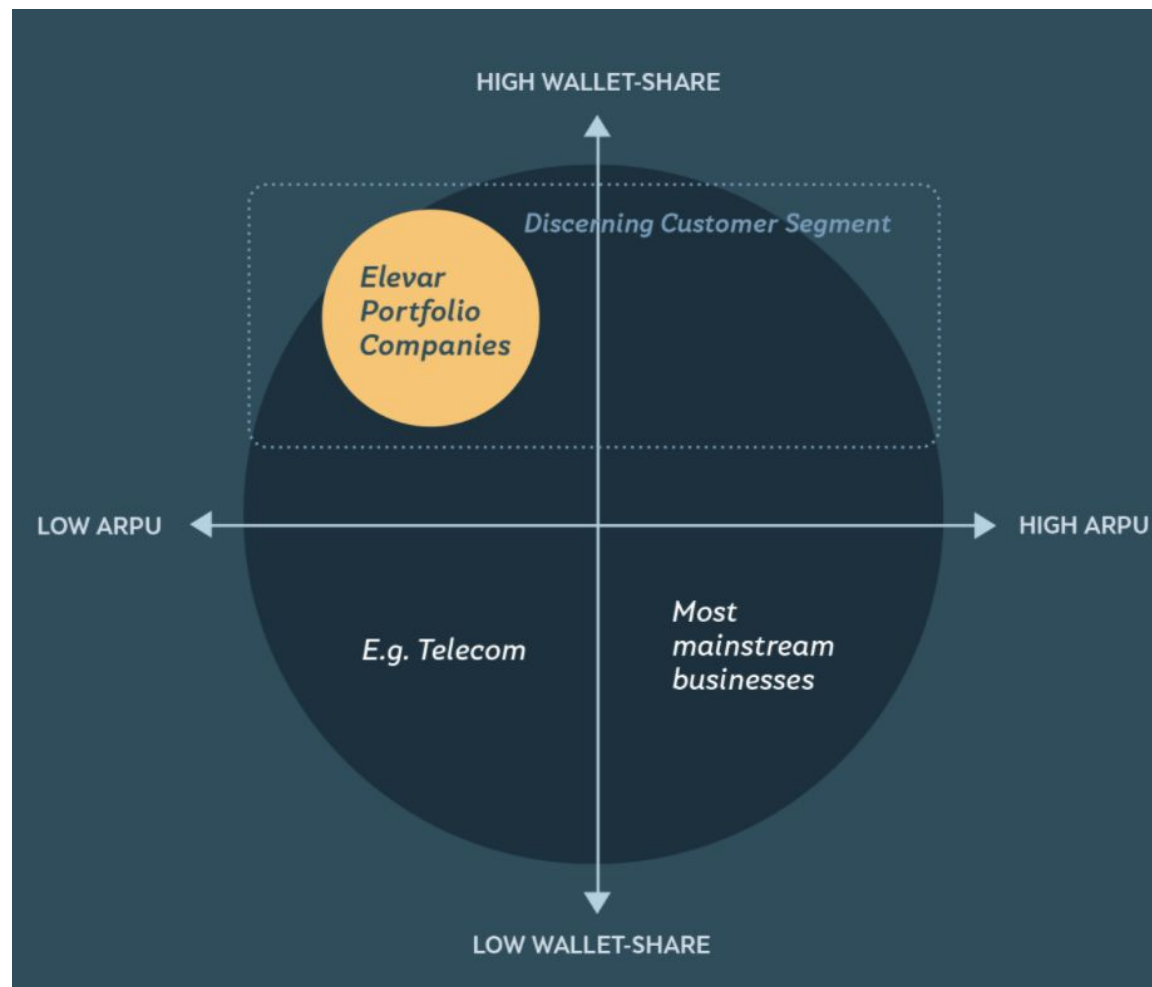 HIGH WALLET-SHARE
Discerning Customer Segment
Elevar
Portfolio
Companies
LOW ARPU
HIGH ARPU
E.g. Telecom
Most
mainstream
businesses
LOW WALLET-SHARE